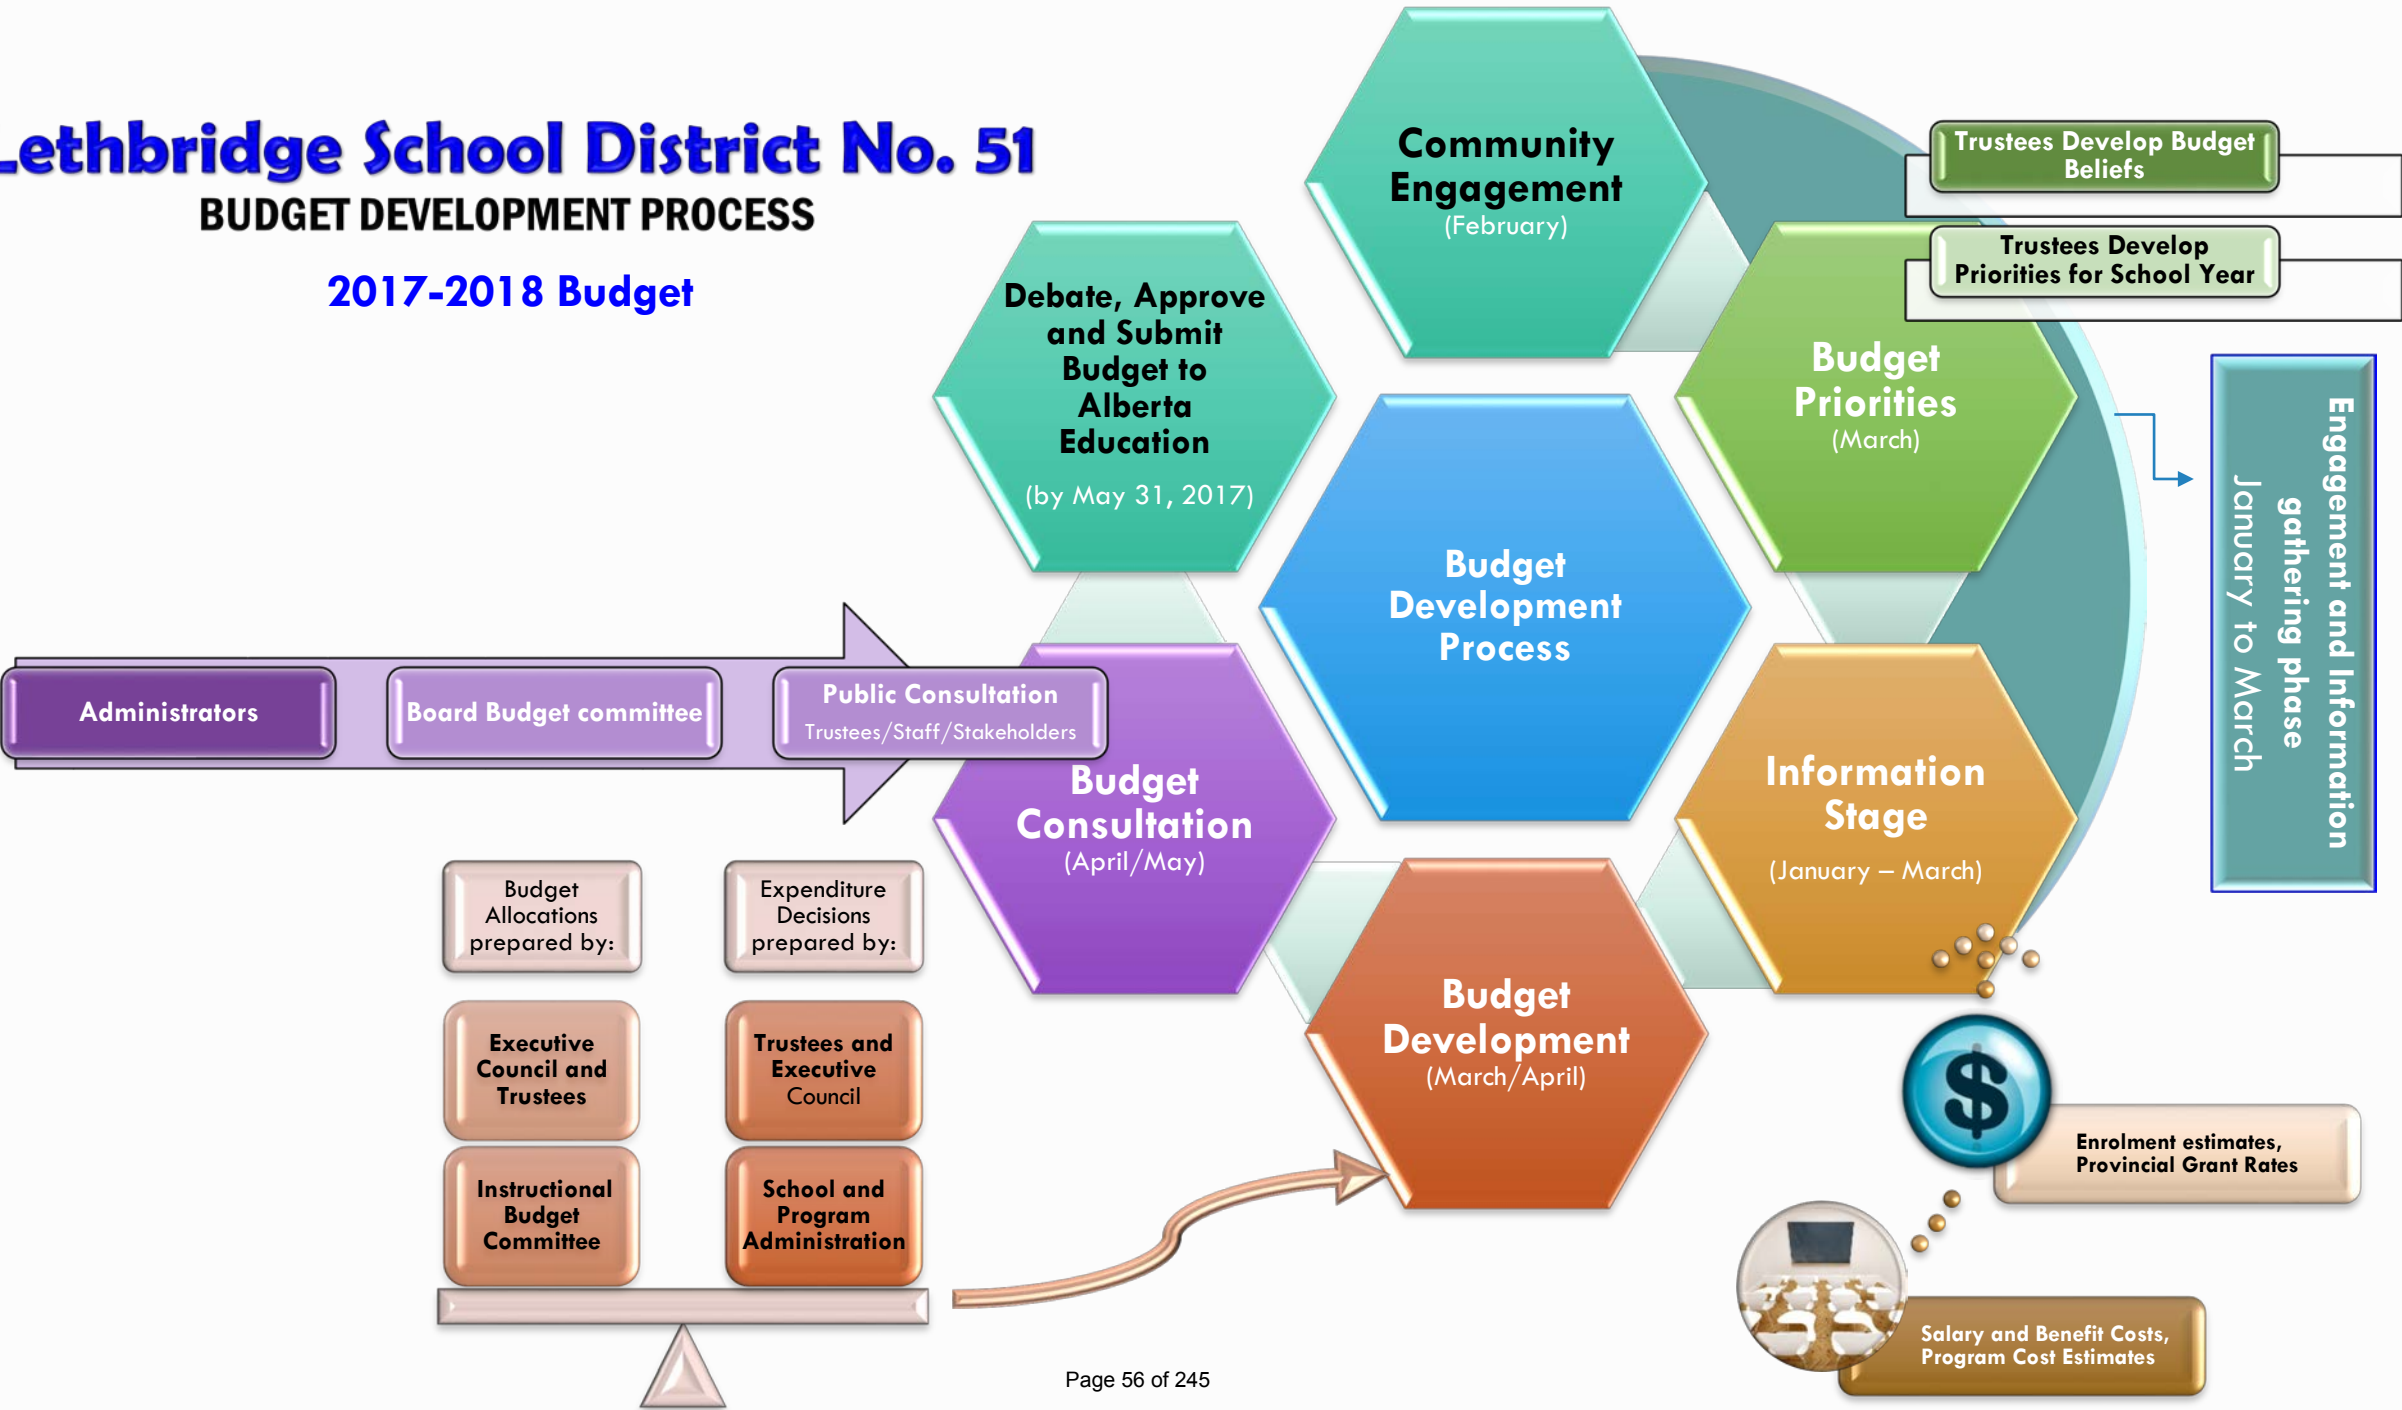 Lethbridge School District No. 51
BUDGET DEVELOPMENT PROCESS
2017-2018 Budget
Community
Engagement
(February)
Trustees Develop Budget
Beliefs
Trustees Develop
Priorities for School Year
Budget
Priorities
(March)
Engagement and Information
gathering phase
January to March
Debate, Approve
and Submit
Budget to
Alberta
Education
(by May 31, 2017)
Budget
Development
Process
Administrators
Board Budget committee
Public Consultation
Trustees/Staff/Stakeholders
Budget
Consultation
(April/May)
Information
Stage
(January – March)
Budget
Development
(March/April)
Budget
Allocations
prepared by:
Expenditure
Decisions
prepared by:
Executive
Council and
Trustees
Trustees and
Executive
Council
Instructional
Budget
Committee
School and
Program
Administration
$
Enrolment estimates,
Provincial Grant Rates
Salary and Benefit Costs,
Program Cost Estimates
Page 56 of 245